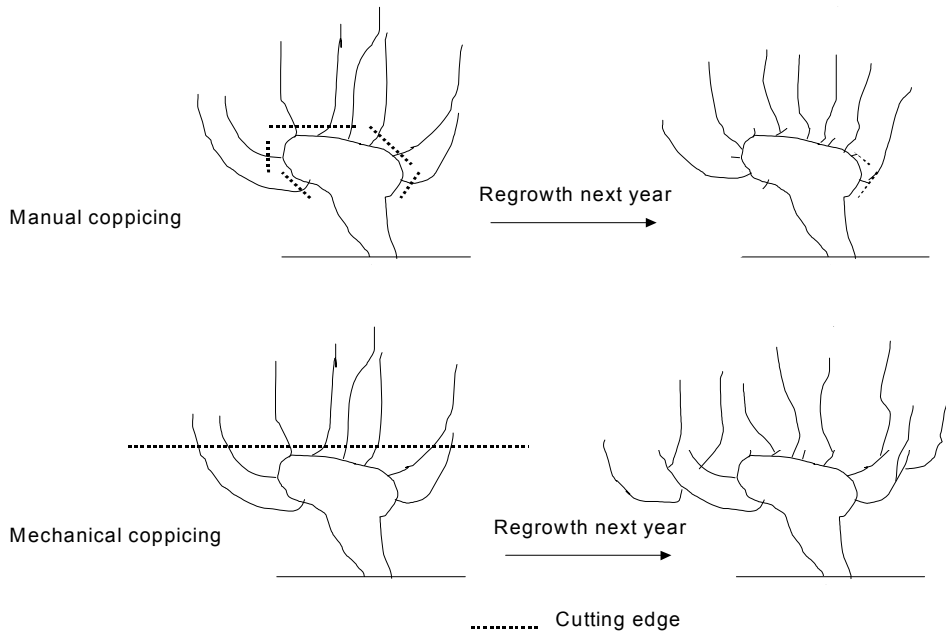 Manual coppicing
Regrowth next year
Mechanical coppicing
Regrowth next year
Cutting edge